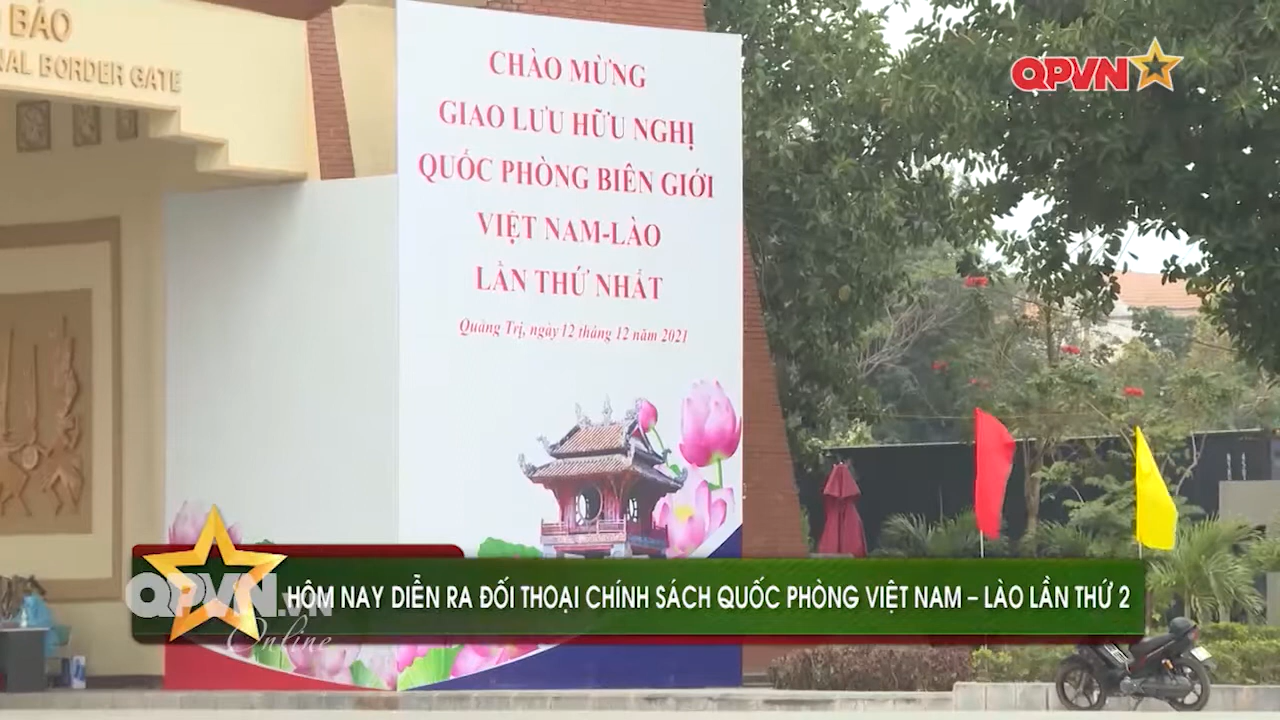 BẢO
NAL BORDER GATE
CHÀO MỪNG
GIAO LƯU HỮU NGHỊ
QUỐC PHÒNG BIÊN GIỚI
VIỆT NAM-LÀO
LẦN THỨ NHẤT
Quảng Trị, ngày 12 tháng 12 năm 2021
QPVN
HÔM NAY DIỄN RA ĐỐI THOẠI CHÍNH SÁCH QUỐC PHÒNG VIỆT NAM – LÀO LẦN THỨ 2
QPVN.VN
Online